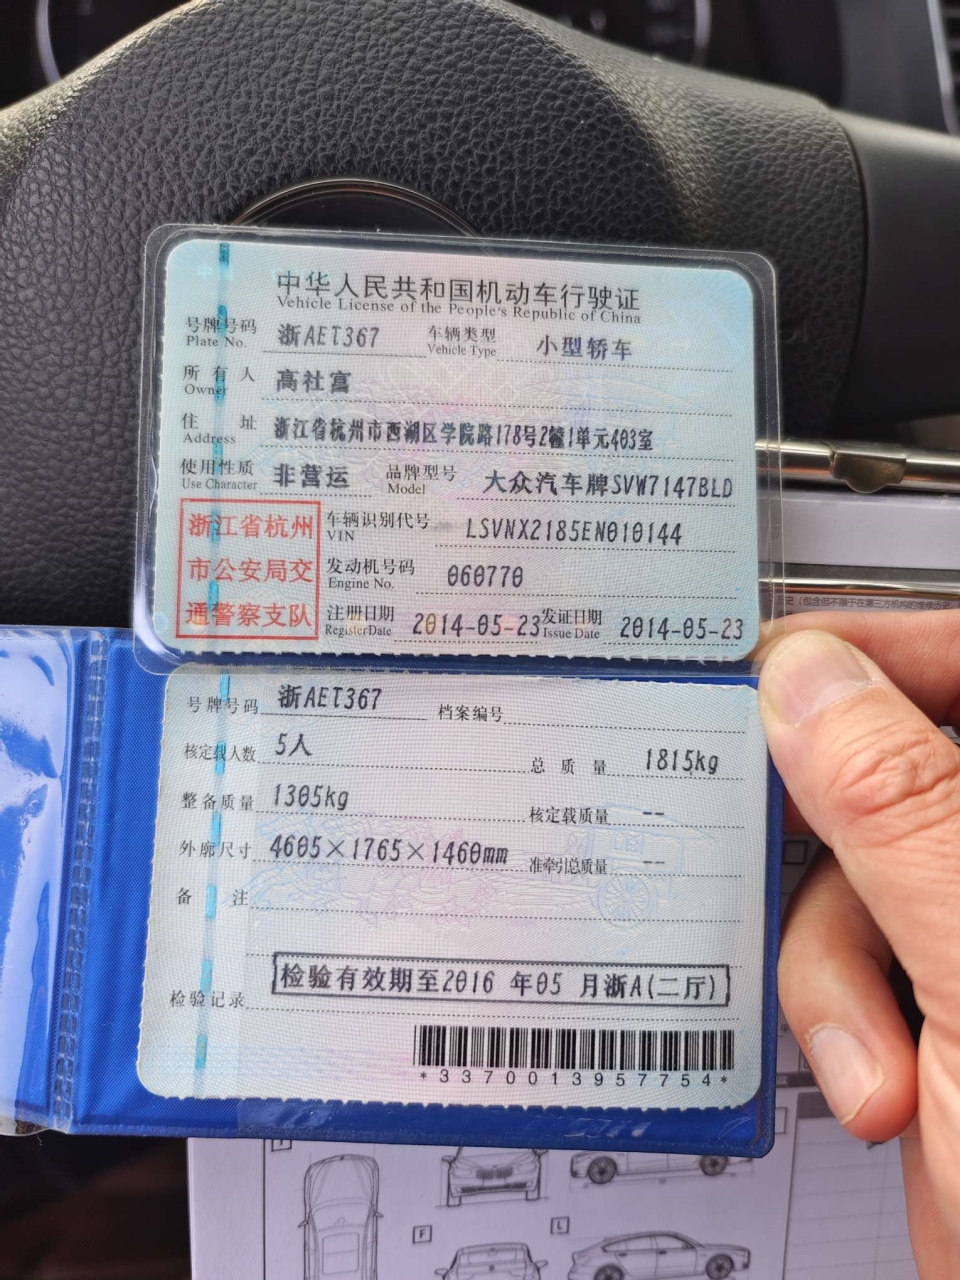 中华人民共和国机动车行驶证
Vehicle License of the People's Republic of China
号牌号码 浙AET367 车辆类型 小型轿车
Plate No. Vehicle Type
所有人 高社富
Owner
住址 浙江省杭州市西湖区学院路178号2幢1单元403室
Address
使用性质 非营运 品牌型号 大众汽车牌SVW7147BLD
Use Character Model
浙江省杭州
市公安局交
通警察支队
车辆识别代号 LSVNX2185EN010144
VIN
发动机号码 060770
Engine No.
注册日期 2014-05-23 发证日期 2014-05-23
Register Date Issue Date
号牌号码 浙AET367 档案编号
核定载人数 5人 总质量 1815kg
整备质量 1305kg 核定载质量 --
外廓尺寸 4605×1765×1460mm 准牵引总质量 --
备注
检验有效期至2016 年05 月浙A(二厅)
检验记录
*3370013957754*
F
L